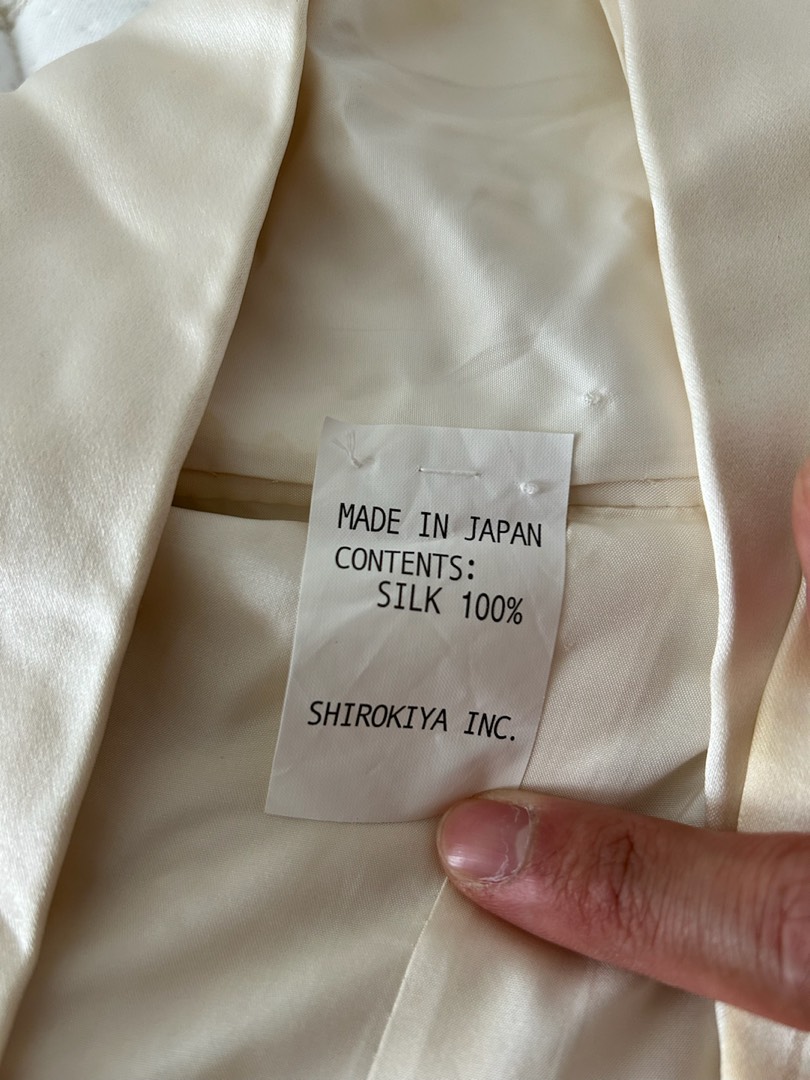 MADE IN JAPAN
CONTENTS:
SILK 100%
SHIROKIYA INC.